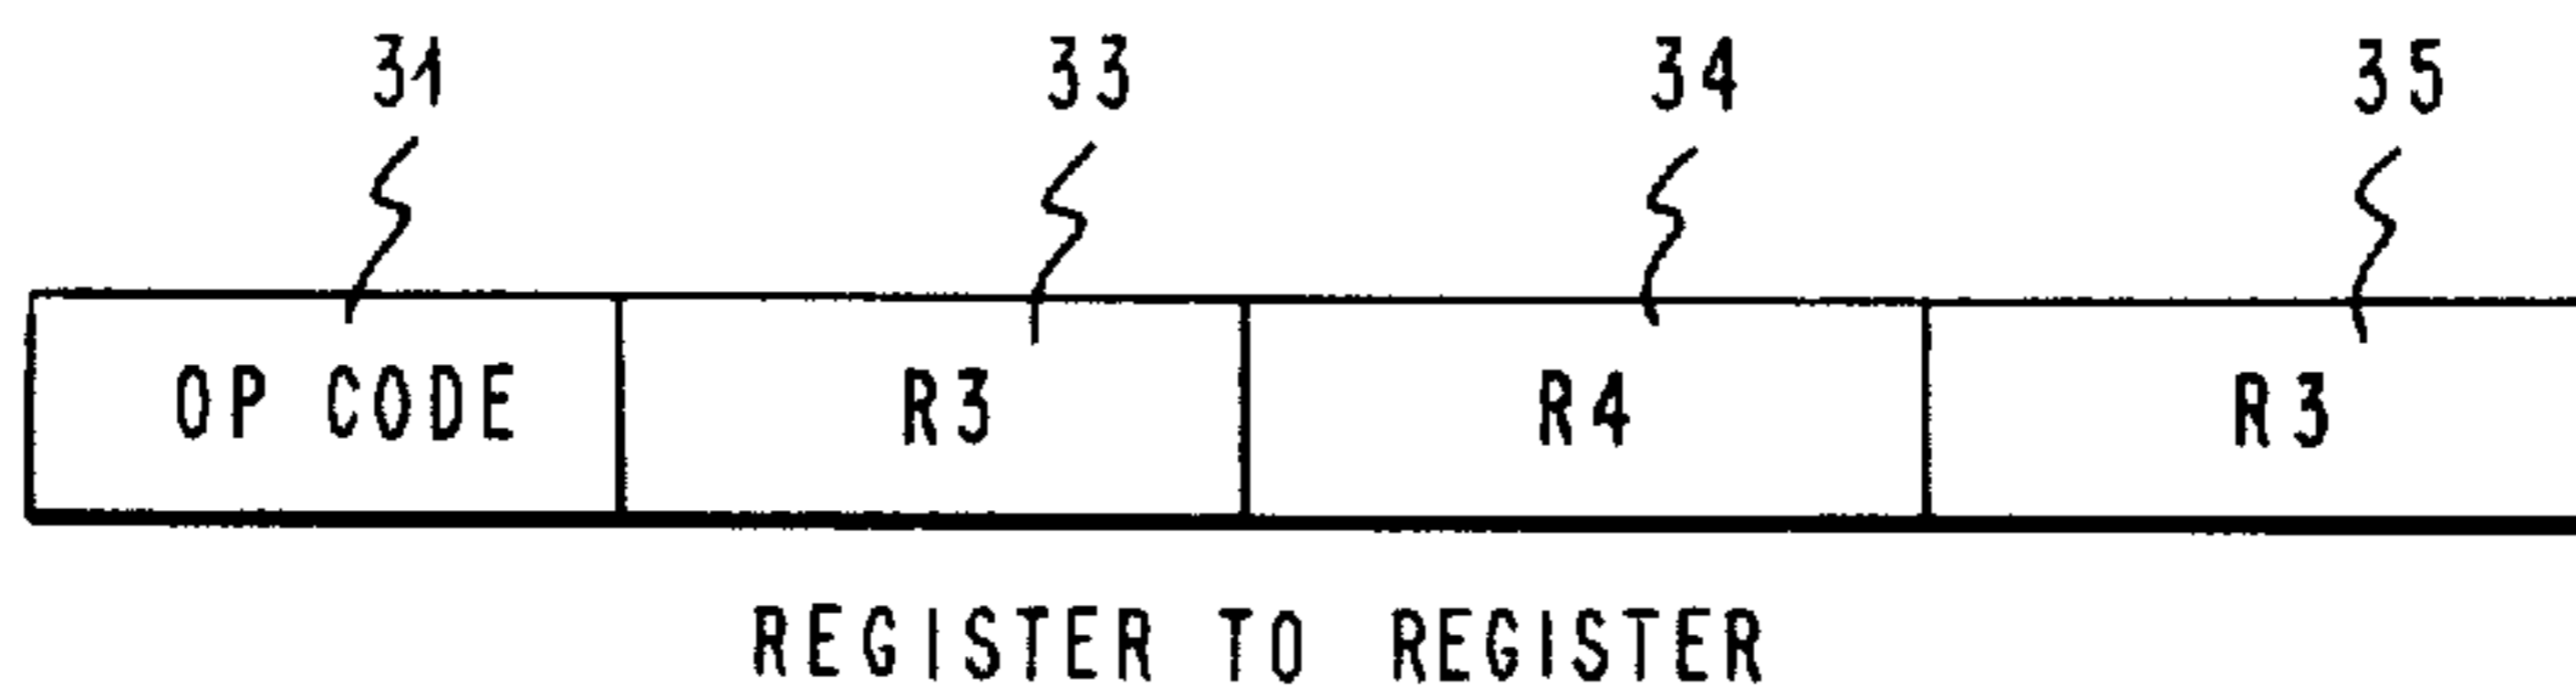 31 33 34 35
OP CODE R3 R4 R3
REGISTER TO REGISTER